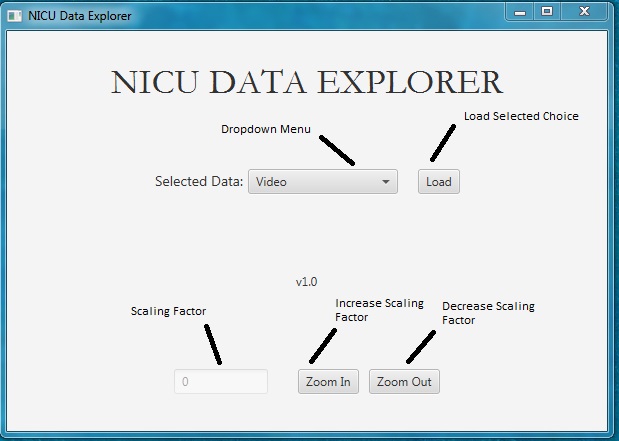 NICU Data Explorer
NICU DATA EXPLORER
Load Selected Choice
Dropdown Menu
Selected Data: Video Load
v1.0
Scaling Factor
Increase Scaling
Factor
Decrease Scaling
Factor
0 Zoom In Zoom Out